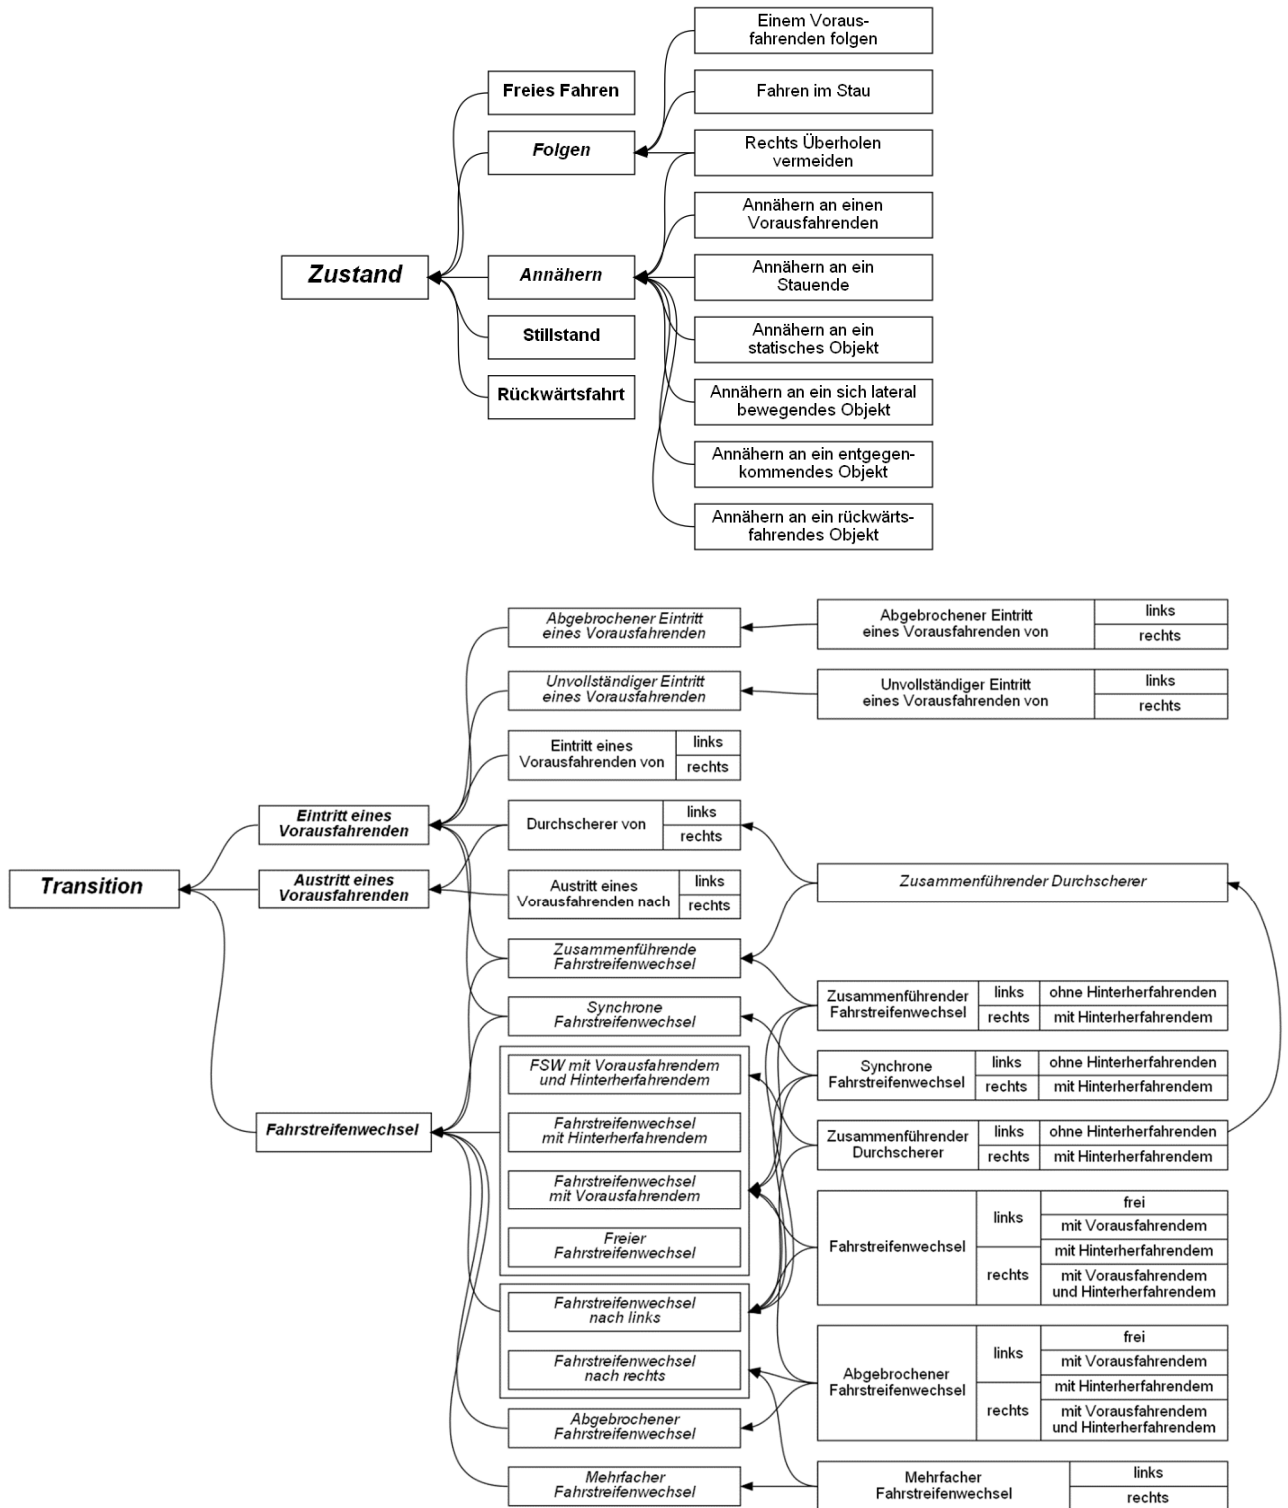 Einem Voraus-
fahrenden folgen
Freies Fahren
Fahren im Stau
Folgen
Rechts Überholen
vermeiden
Annähern an einen
Vorausfahrenden
Zustand
Annähern
Annähern an ein
Stauende
Stillstand
Annähern an ein
statisches Objekt
Rückwärtsfahrt
Annähern an ein sich lateral
bewegendes Objekt
Annähern an ein entgegen-
kommendes Objekt
Annähern an ein rückwärts-
fahrendes Objekt
Abgebrochener Eintritt
eines Vorausfahrenden
Abgebrochener Eintritt
eines Vorausfahrenden von
links
rechts
Unvollständiger Eintritt
eines Vorausfahrenden
Unvollständiger Eintritt
eines Vorausfahrenden von
links
rechts
Eintritt eines
Vorausfahrenden von
links
rechts
Eintritt eines
Vorausfahrenden
Durchscherer von
links
rechts
Transition
Austritt eines
Vorausfahrenden
Austritt eines
Vorausfahrenden nach
links
rechts
Zusammenführender Durchscherer
Zusammenführende
Fahrstreifenwechsel
Synchrone
Fahrstreifenwechsel
Zusammenführender
Fahrstreifenwechsel
links
rechts
ohne Hinterherfahrenden
mit Hinterherfahrendem
FSW mit Vorausfahrendem
und Hinterherfahrendem
Synchrone
Fahrstreifenwechsel
links
rechts
ohne Hinterherfahrenden
mit Hinterherfahrendem
Fahrstreifenwechsel
Fahrstreifenwechsel
mit Hinterherfahrendem
Zusammenführender
Durchscherer
links
rechts
ohne Hinterherfahrenden
mit Hinterherfahrendem
Fahrstreifenwechsel
mit Vorausfahrendem
Freier
Fahrstreifenwechsel
Fahrstreifenwechsel
links
rechts
frei
mit Vorausfahrendem
mit Hinterherfahrendem
mit Vorausfahrendem
und Hinterherfahrendem
Fahrstreifenwechsel
nach links
Fahrstreifenwechsel
nach rechts
Abgebrochener
Fahrstreifenwechsel
links
rechts
frei
mit Vorausfahrendem
mit Hinterherfahrendem
mit Vorausfahrendem
und Hinterherfahrendem
Abgebrochener
Fahrstreifenwechsel
Mehrfacher
Fahrstreifenwechsel
Mehrfacher
Fahrstreifenwechsel
links
rechts